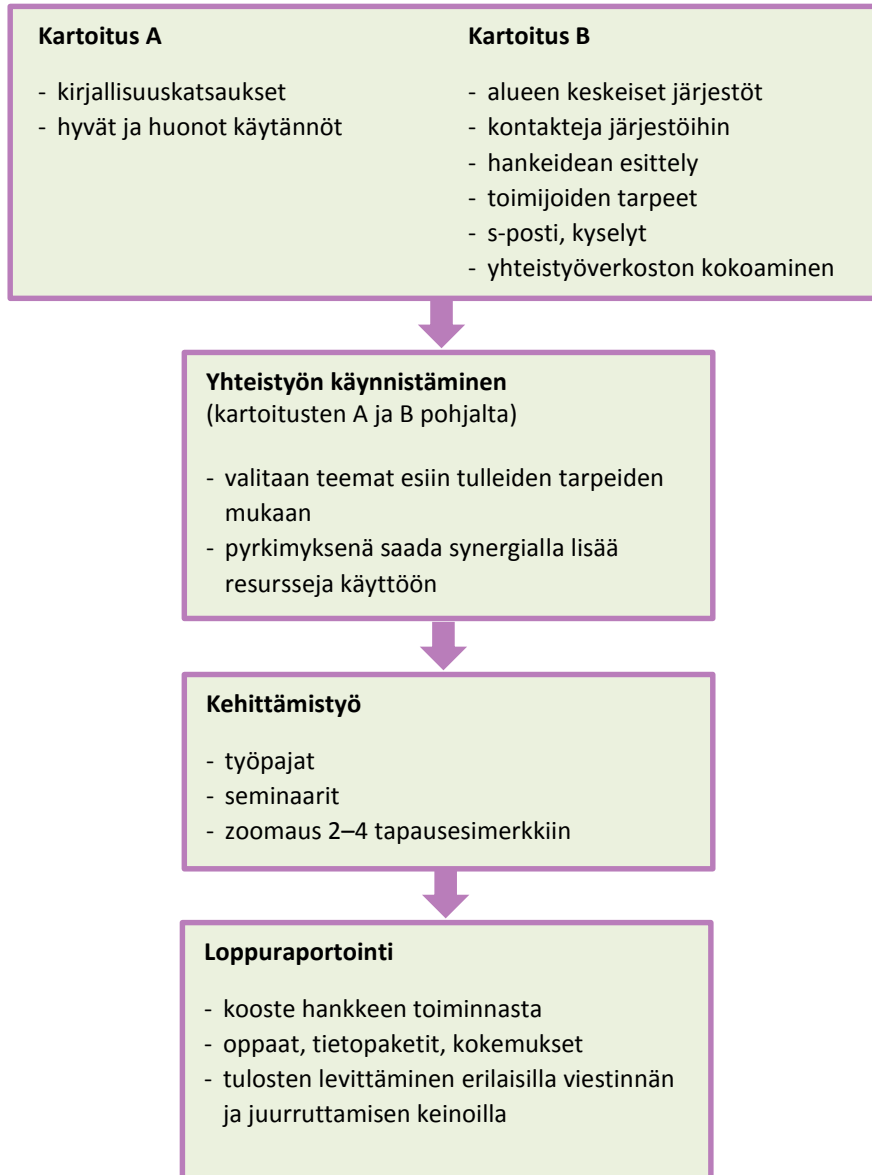 Kartoitus A
- kirjallisuuskatsaukset
- hyvät ja huonot käytännöt
Kartoitus B
- alueen keskeiset järjestöt
- kontakteja järjestöihin
- hankeidean esittely
- toimijoiden tarpeet
- s-posti, kyselyt
- yhteistyöverkoston kokoaminen
Yhteistyön käynnistäminen
(kartoitusten A ja B pohjalta)
- valitaan teemat esiin tulleiden tarpeiden
mukaan
- pyrkimyksenä saada synergialla lisää
resursseja käyttöön
Kehittämistyö
- työpajat
- seminaarit
- zoomaus 2–4 tapausesimerkkiin
Loppuraportointi
- kooste hankkeen toiminnasta
- oppaat, tietopaketit, kokemukset
- tulosten levittäminen erilaisilla viestinnän
ja juurruttamisen keinoilla